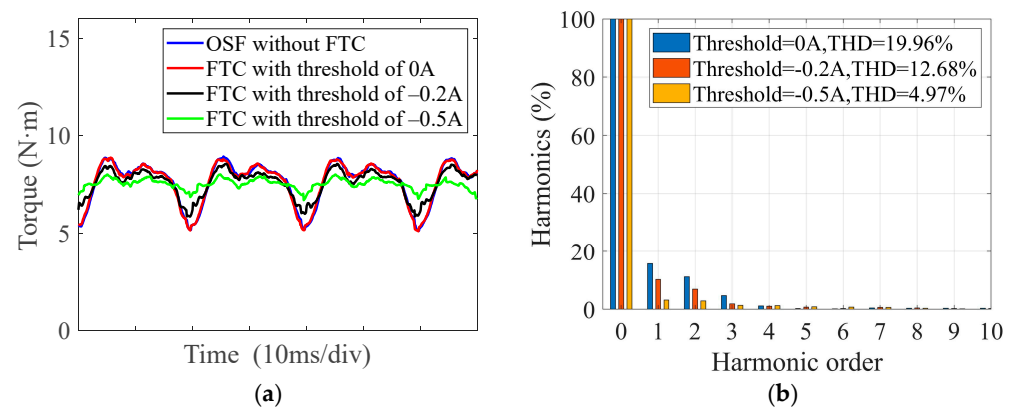 15
10
5
0
Torque (N·m)
OSF without FTC
FTC with threshold of 0A
FTC with threshold of –0.2A
FTC with threshold of –0.5A
Time (10ms/div)
(a)
100
80
60
40
20
0
Harmonics (%)
Threshold=0A,THD=19.96%
Threshold=-0.2A,THD=12.68%
Threshold=-0.5A,THD=4.97%
0 1 2 3 4 5 6 7 8 9 10
Harmonic order
(b)